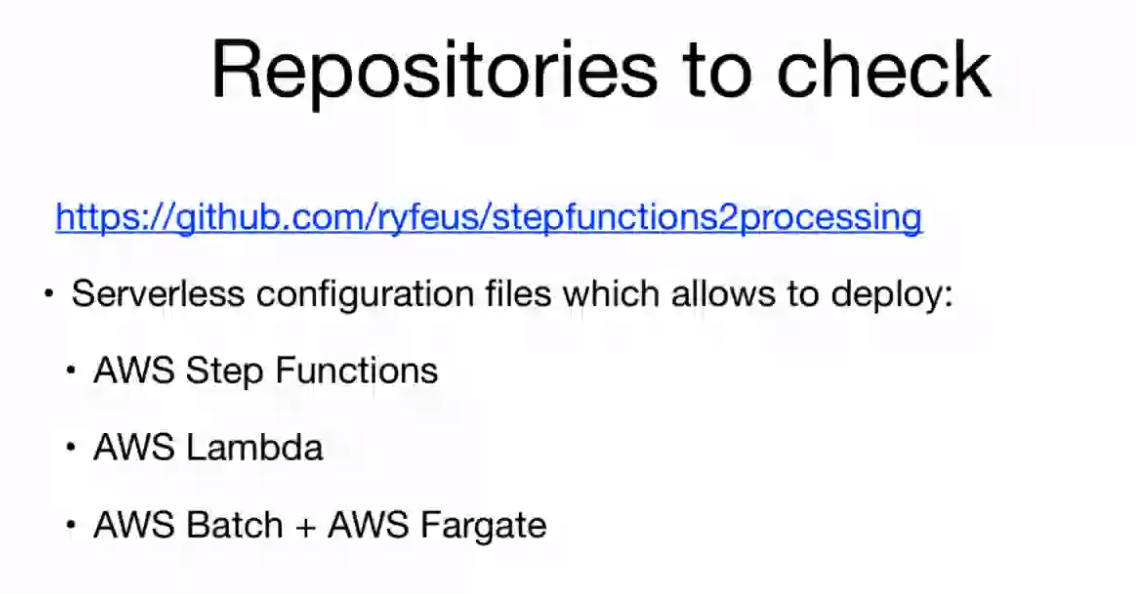 Repositories to check
https://github.com/ryfeus/stepfunctions2processing
• Serverless configuration files which allows to deploy:
• AWS Step Functions
• AWS Lambda
• AWS Batch + AWS Fargate